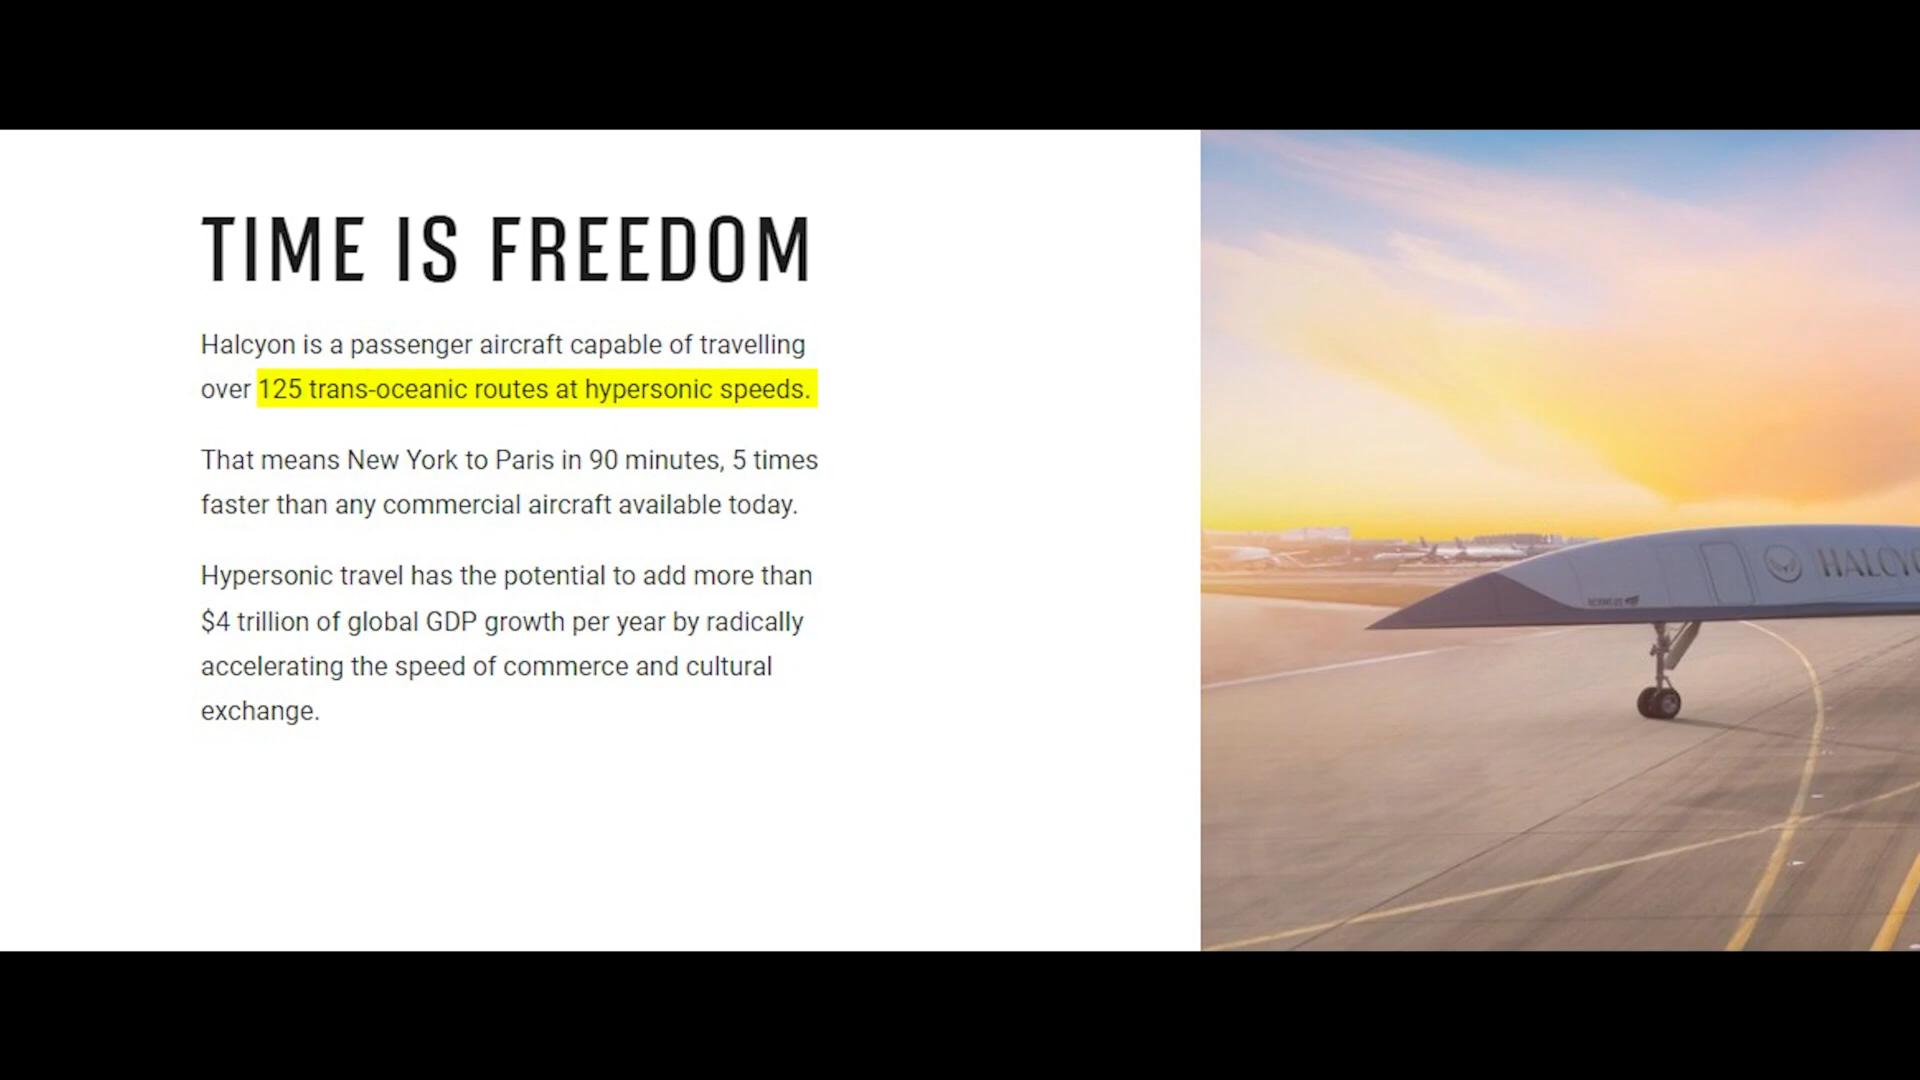 TIME IS FREEDOM
Halcyon is a passenger aircraft capable of travelling
over 125 trans-oceanic routes at hypersonic speeds.
That means New York to Paris in 90 minutes, 5 times
faster than any commercial aircraft available today.
Hypersonic travel has the potential to add more than
$4 trillion of global GDP growth per year by radically
accelerating the speed of commerce and cultural
exchange.
HALCYO